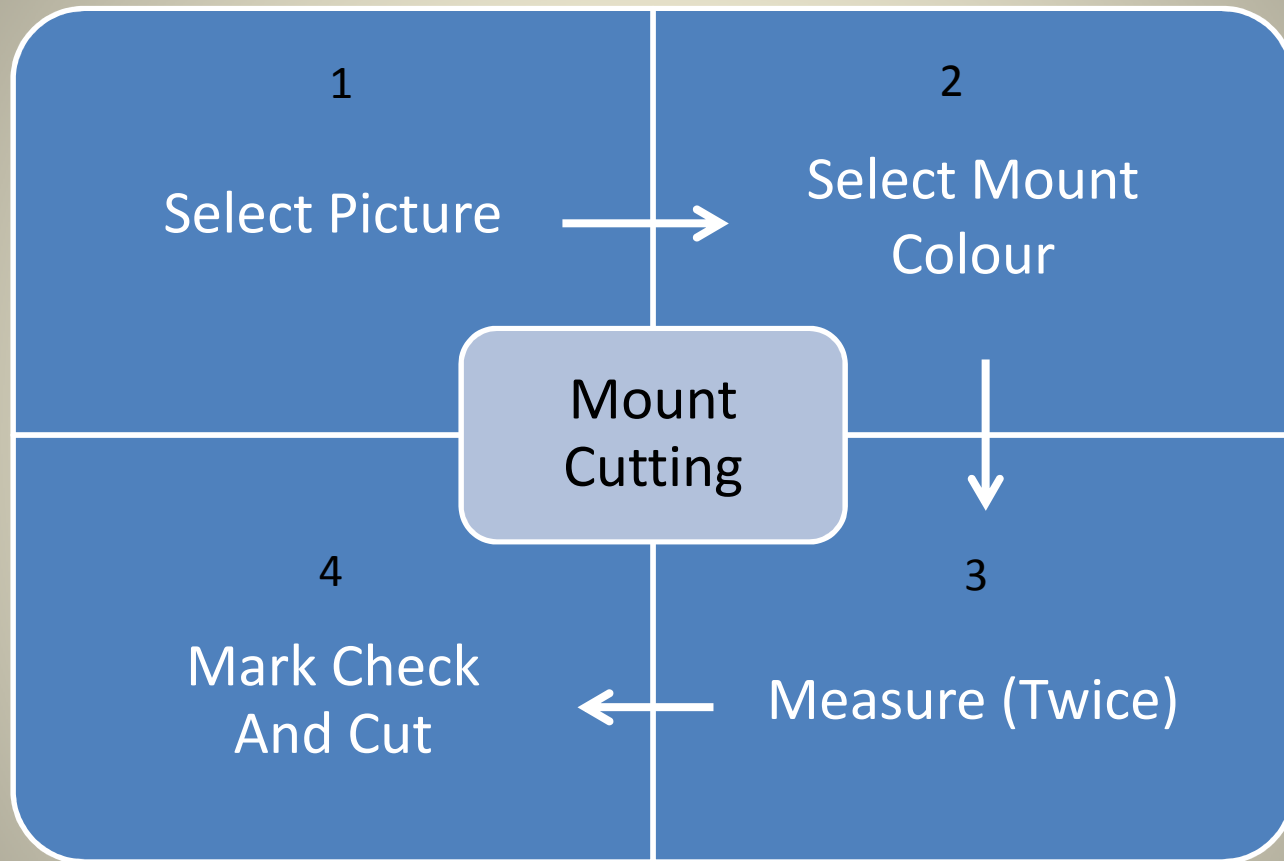 1
Select Picture
2
Select Mount
Colour
Mount
Cutting
3
Measure (Twice)
4
Mark Check
And Cut